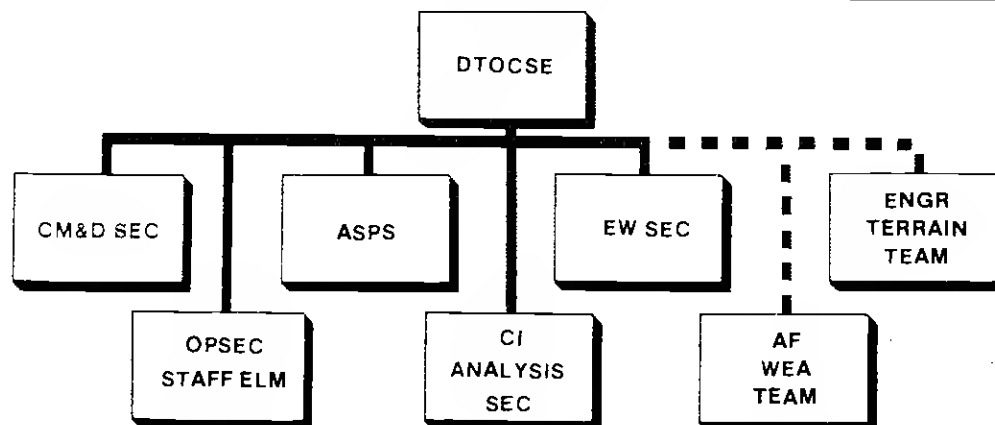 DTOCSE
CM&D SEC
ASPS
EW SEC
ENGR
TERRAIN
TEAM
OPSEC
STAFF ELM
CI
ANALYSIS
SEC
AF
WEA
TEAM